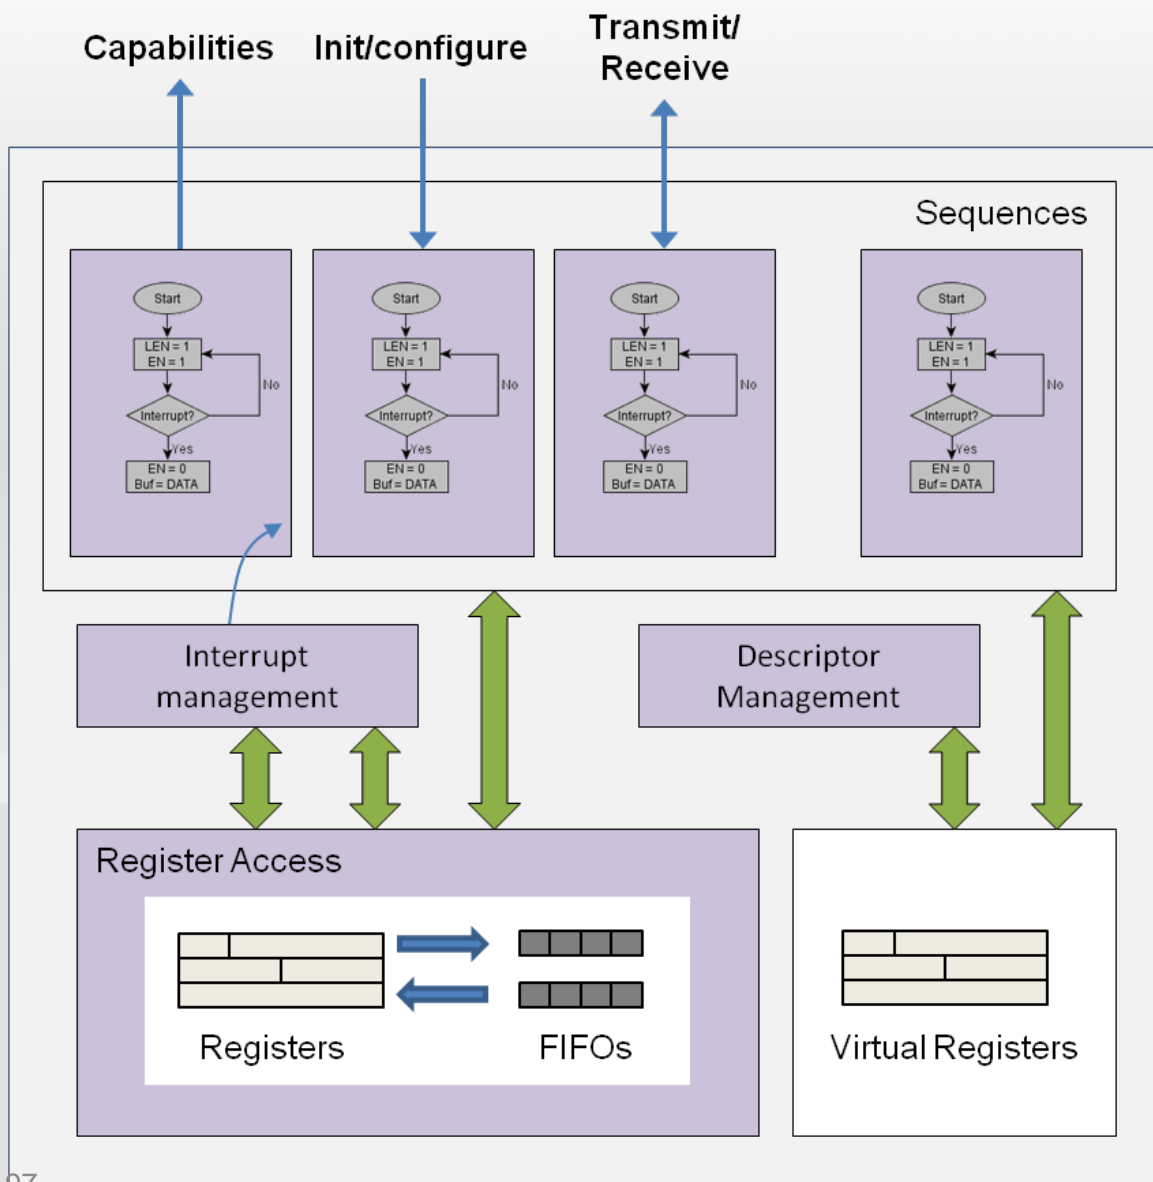 Capabilities
Init/configure
Transmit/
Receive
Sequences
Start
LEN = 1
EN = 1
No
Interrupt?
Yes
EN = 0
Buf = DATA
Start
LEN = 1
EN = 1
No
Interrupt?
Yes
EN = 0
Buf = DATA
Start
LEN = 1
EN = 1
No
Interrupt?
Yes
EN = 0
Buf = DATA
Start
LEN = 1
EN = 1
No
Interrupt?
Yes
EN = 0
Buf = DATA
Interrupt
management
Descriptor
Management
Register Access
Registers
FIFOs
Virtual Registers